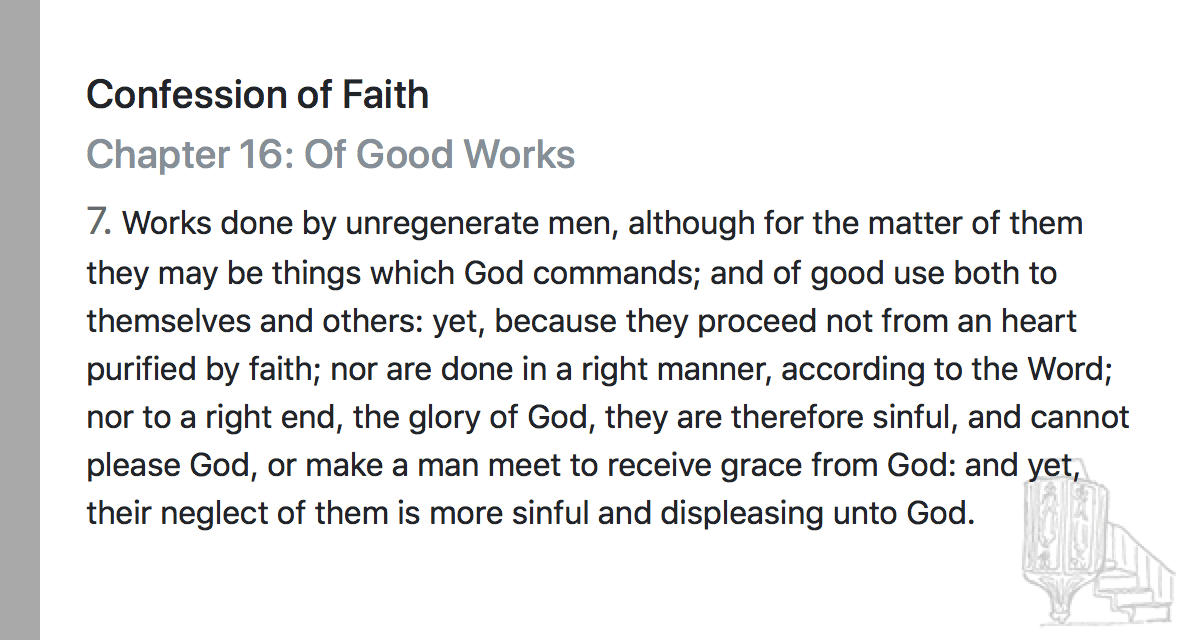 Confession of Faith
Chapter 16: Of Good Works
7. Works done by unregenerate men, although for the matter of them
they may be things which God commands; and of good use both to
themselves and others: yet, because they proceed not from an heart
purified by faith; nor are done in a right manner, according to the Word;
nor to a right end, the glory of God, they are therefore sinful, and cannot
please God, or make a man meet to receive grace from God: and yet,
their neglect of them is more sinful and displeasing unto God.